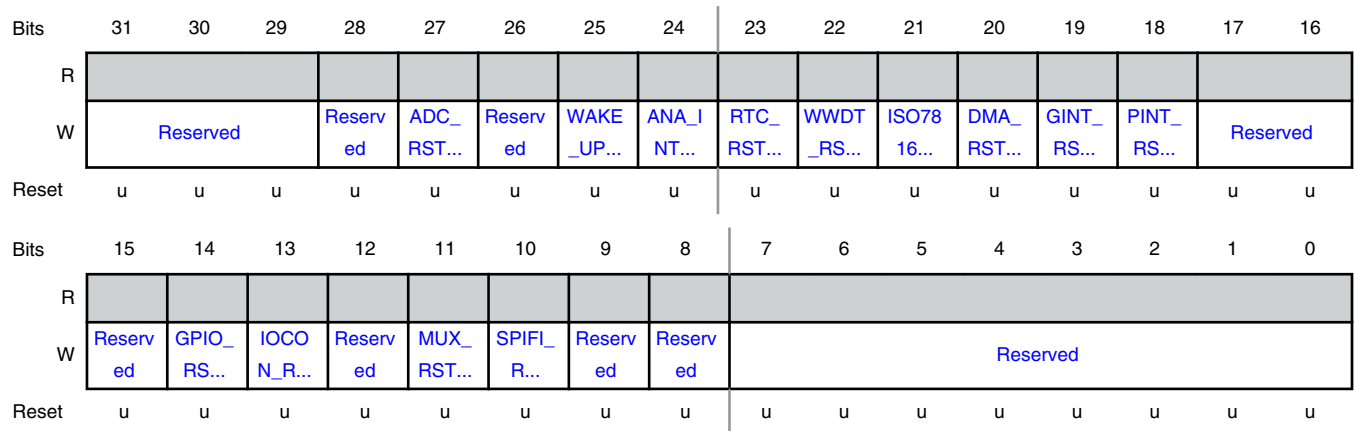 Bits 31 30 29 28 27 26 25 24 23 22 21 20 19 18 17 16
R
W Reserved Reserv ADC_ Reserv WAKE ANA_I RTC_ WWDT ISO78 DMA_ GINT_ PINT_ Reserved
ed RST... ed _UP... NT... RST... _RS... 16... RST... RS... RS...
Reset u u u u u u u u u u u u u u u u
Bits 15 14 13 12 11 10 9 8 7 6 5 4 3 2 1 0
R
W Reserv GPIO_ IOCO Reserv MUX_ SPIFI_ Reserv Reserv Reserved
ed RS... N_R... ed RST... R... ed ed
Reset u u u u u u u u u u u u u u u u